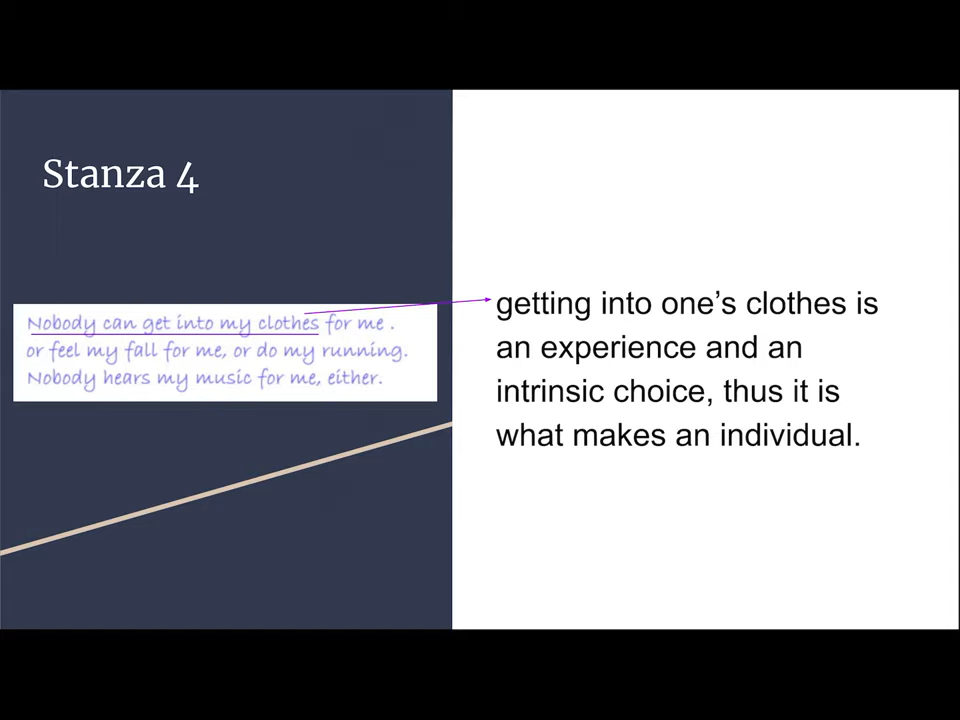 Stanza 4
Nobody can get into my clothes for me .
or feel my fall for me, or do my running.
Nobody hears my music for me, either.
getting into one’s clothes is
an experience and an
intrinsic choice, thus it is
what makes an individual.